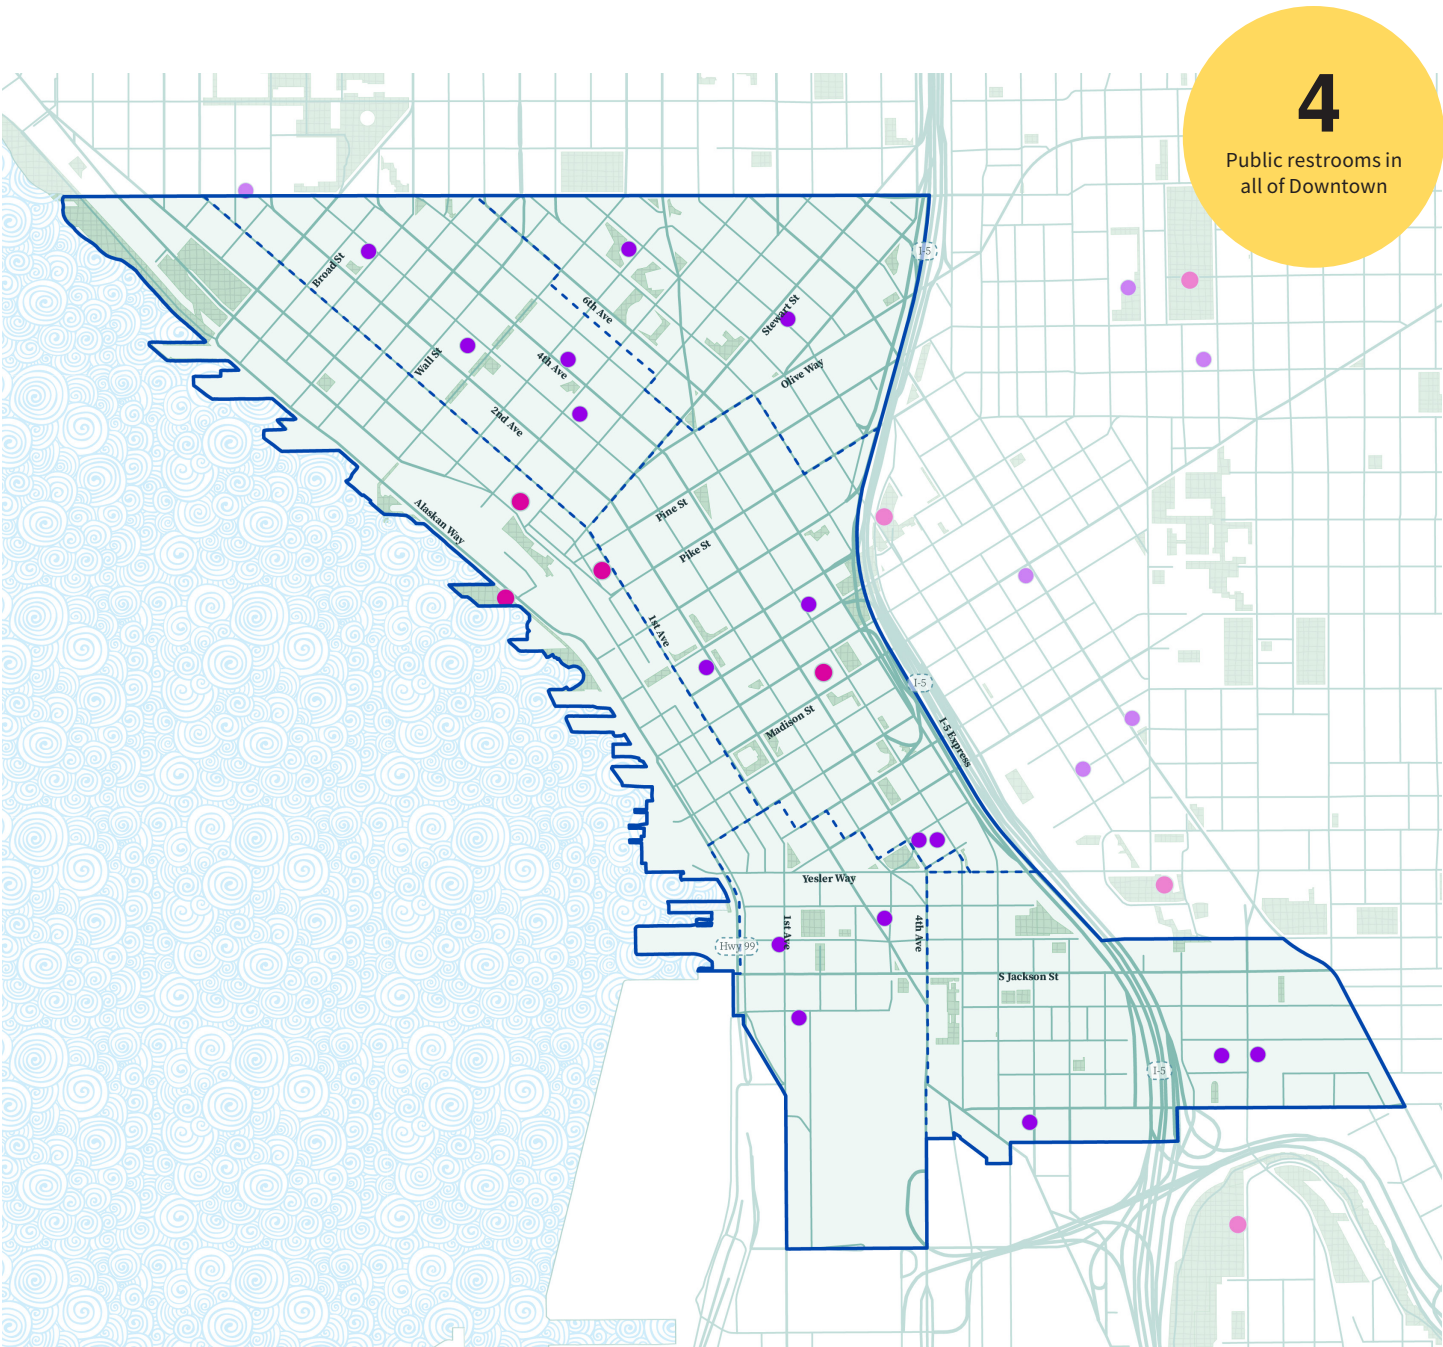 4
Public restrooms in
all of Downtown
I-5
Broad St
6th Ave
Stewart St
Wall St
4th Ave
Olive Way
2nd Ave
Alaskan Way
Pine St
Pike St
1st Ave
I-5
Madison St
I-5 Express
Yesler Way
1st Ave
4th Ave
Hwy 99
S Jackson St
I-5